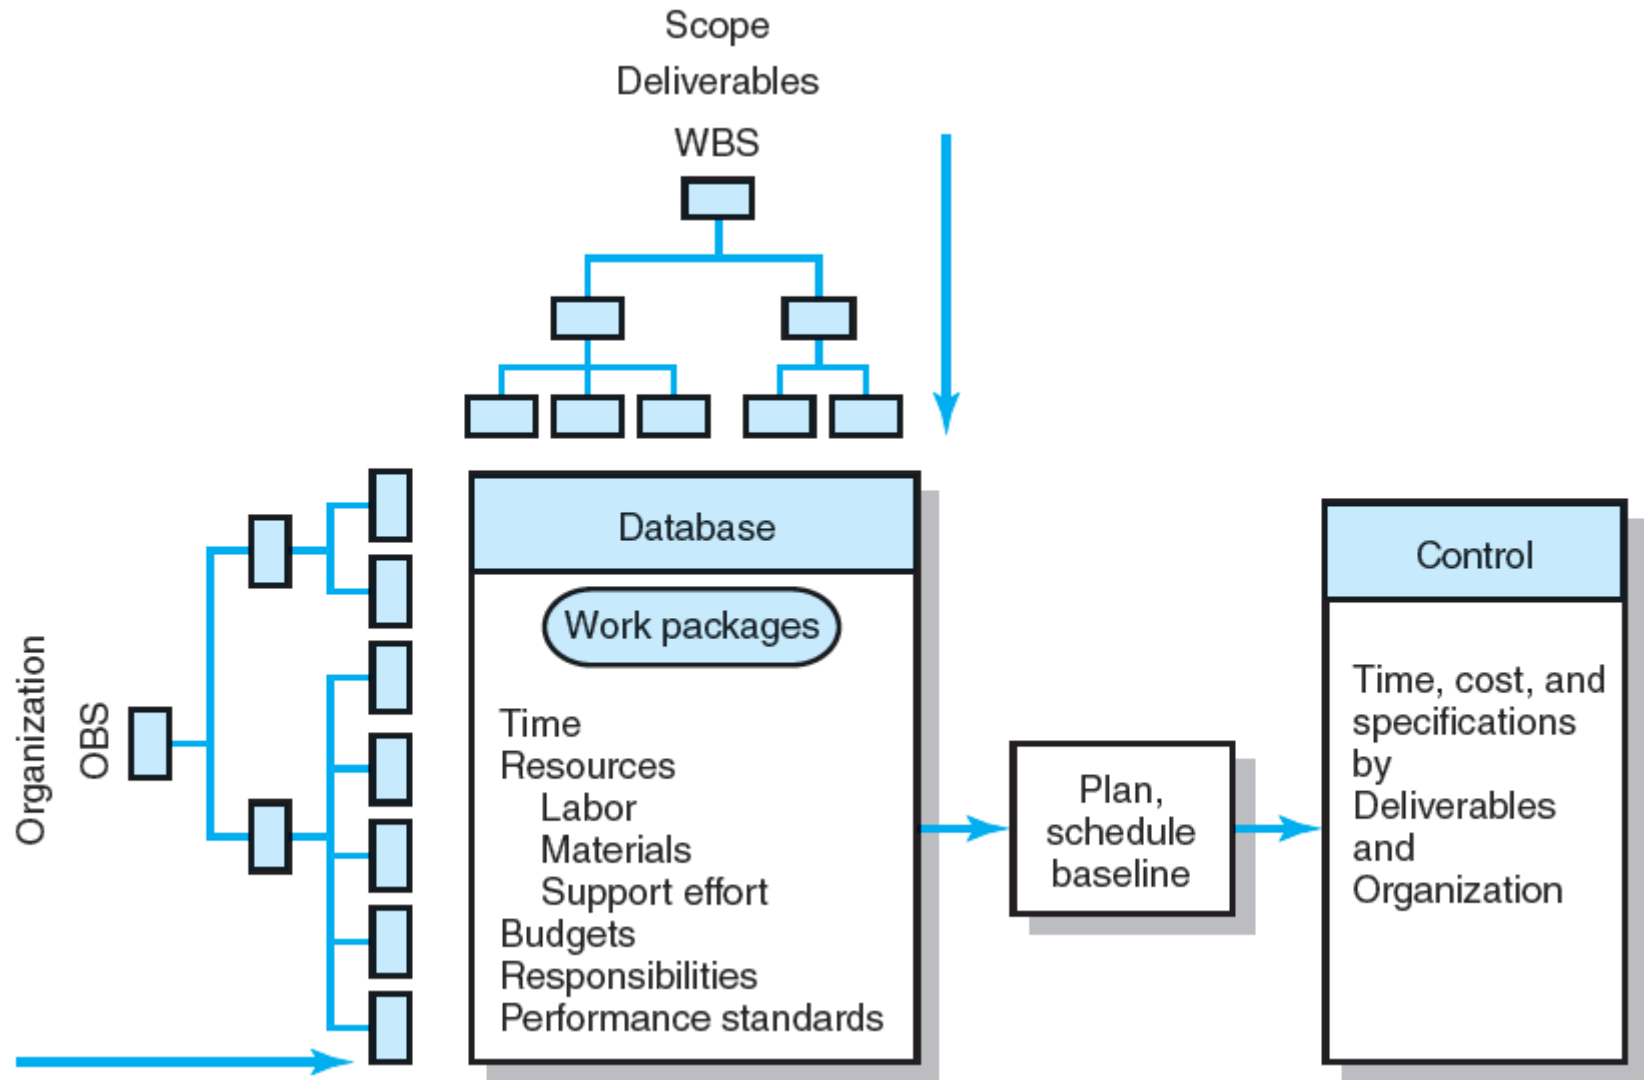 Scope
Deliverables
WBS
Organization
OBS
Database
Work packages
Time
Resources
Labor
Materials
Support effort
Budgets
Responsibilities
Performance standards
Plan,
schedule
baseline
Control
Time, cost, and
specifications
by
Deliverables
and
Organization